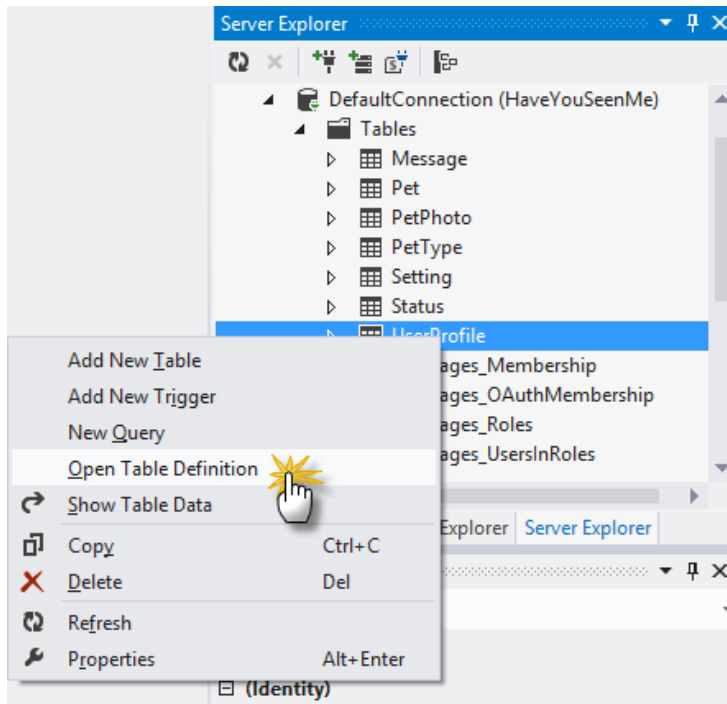 Server Explorer
DefaultConnection (HaveYouSeenMe)
Tables
Message
Pet
PetPhoto
PetType
Setting
Status
UserProfile
ages_Membership
ages_OAuthMembership
ages_Roles
ages_UsersInRoles
Add New Table
Add New Trigger
New Query
Open Table Definition
Show Table Data
Copy Ctrl+C
Delete Del
Refresh
Properties Alt+Enter
Explorer Server Explorer
(Identity)